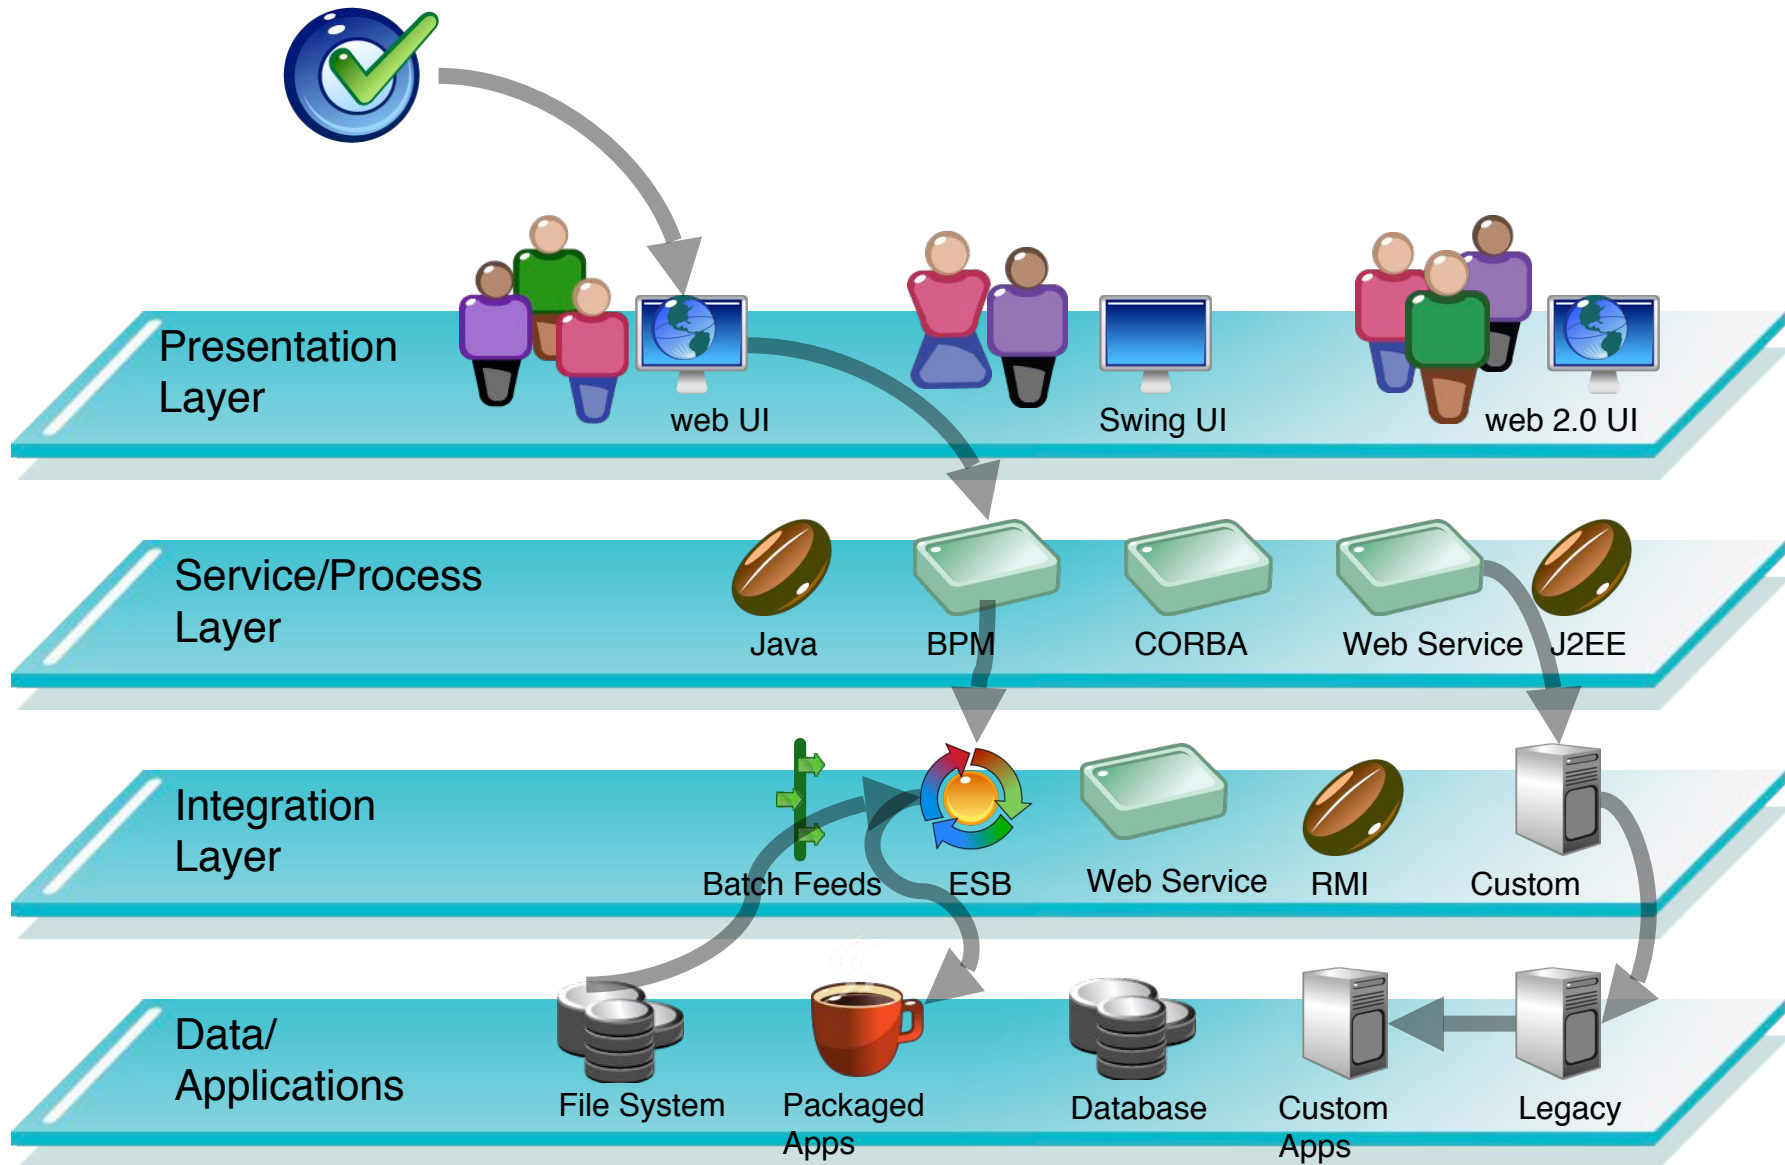 Presentation
Layer
web UI
Swing UI
web 2.0 UI
Service/Process
Layer
Java
BPM
CORBA
Web Service
J2EE
Integration
Layer
Batch Feeds
ESB
Web Service
RMI
Custom
Data/
Applications
File System
Packaged
Apps
Database
Custom
Apps
Legacy